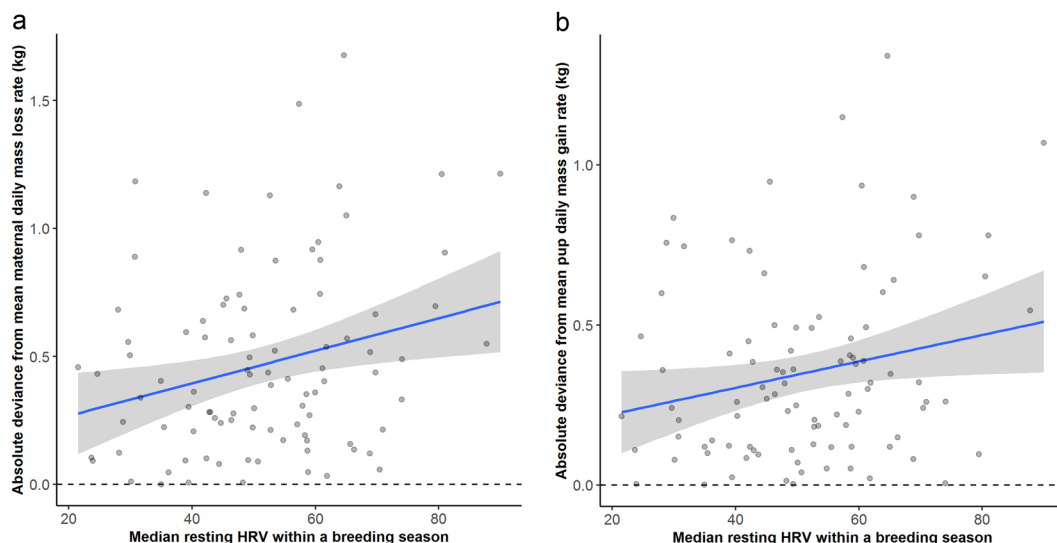 a
Absolute deviance from mean maternal daily mass loss rate (kg)
1.5
1.0
0.5
0.0
20 40 60 80
Median resting HRV within a breeding season
b
Absolute deviance from mean pup daily mass gain rate (kg)
1.0
0.5
0.0
20 40 60 80
Median resting HRV within a breeding season